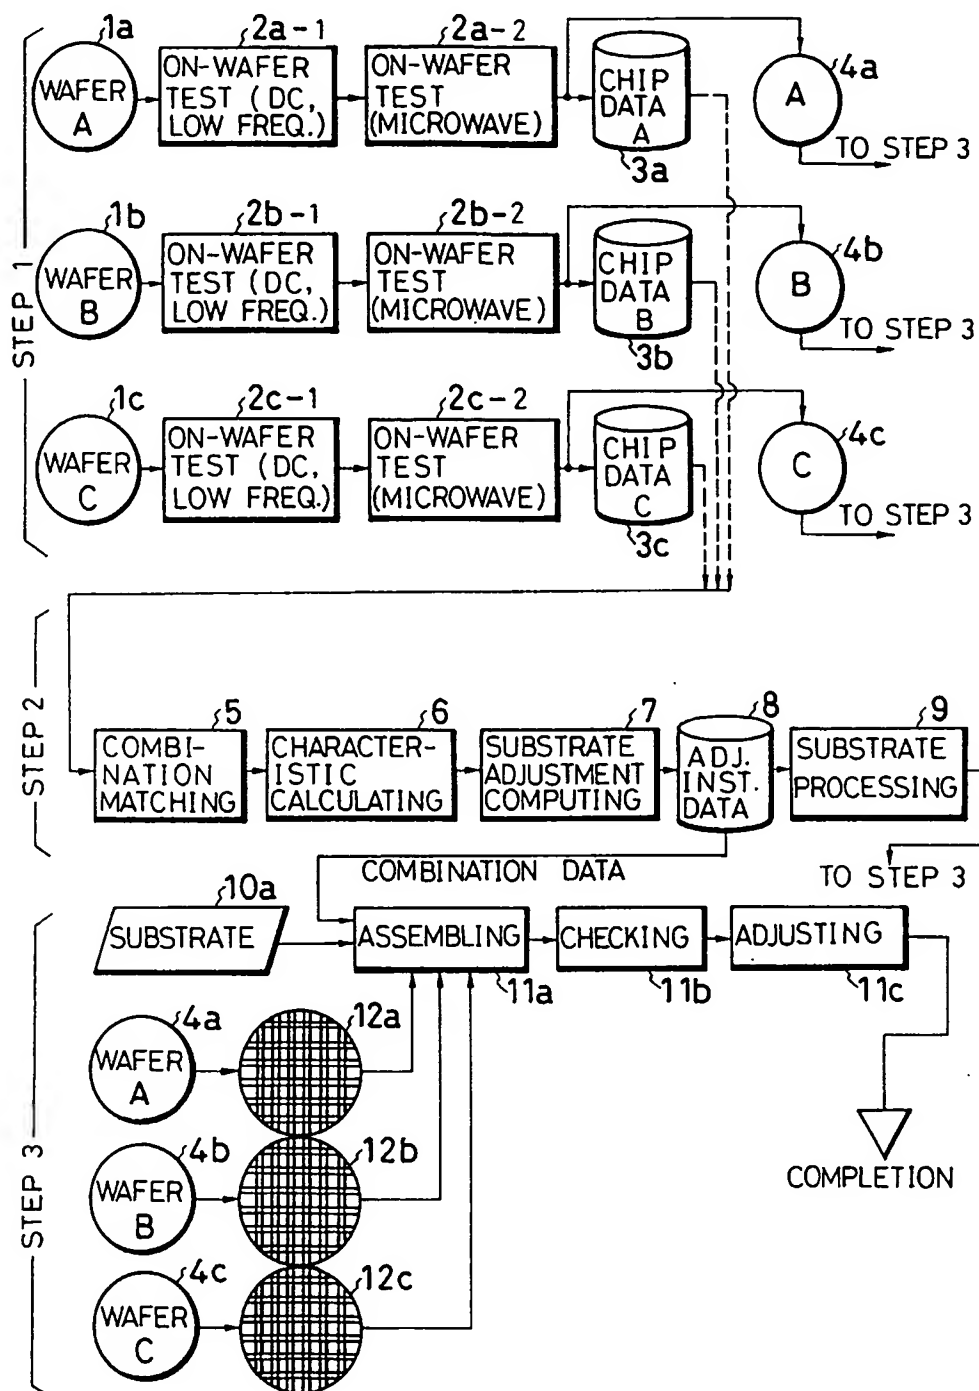 STEP 1
1a
2a-1
2a-2
4a
WAFER
A
ON-WAFER
TEST (DC,
LOW FREQ.)
ON-WAFER
TEST
(MICROWAVE)
CHIP
DATA
A
3a
A
TO STEP 3
1b
2b-1
2b-2
4b
WAFER
B
ON-WAFER
TEST (DC,
LOW FREQ.)
ON-WAFER
TEST
(MICROWAVE)
CHIP
DATA
B
3b
B
TO STEP 3
1c
2c-1
2c-2
4c
WAFER
C
ON-WAFER
TEST (DC,
LOW FREQ.)
ON-WAFER
TEST
(MICROWAVE)
CHIP
DATA
C
3c
C
TO STEP 3
STEP 2
5
6
7
8
9
COMBI-
NATION
MATCHING
CHARACTER-
ISTIC
CALCULATING
SUBSTRATE
ADJUSTMENT
COMPUTING
ADJ.
INST.
DATA
SUBSTRATE
PROCESSING
COMBINATION DATA
TO STEP 3
STEP 3
10a
SUBSTRATE
ASSEMBLING
11a
CHECKING
11b
ADJUSTING
11c
4a
WAFER
A
12a
4b
WAFER
B
12b
COMPLETION
4c
WAFER
C
12c